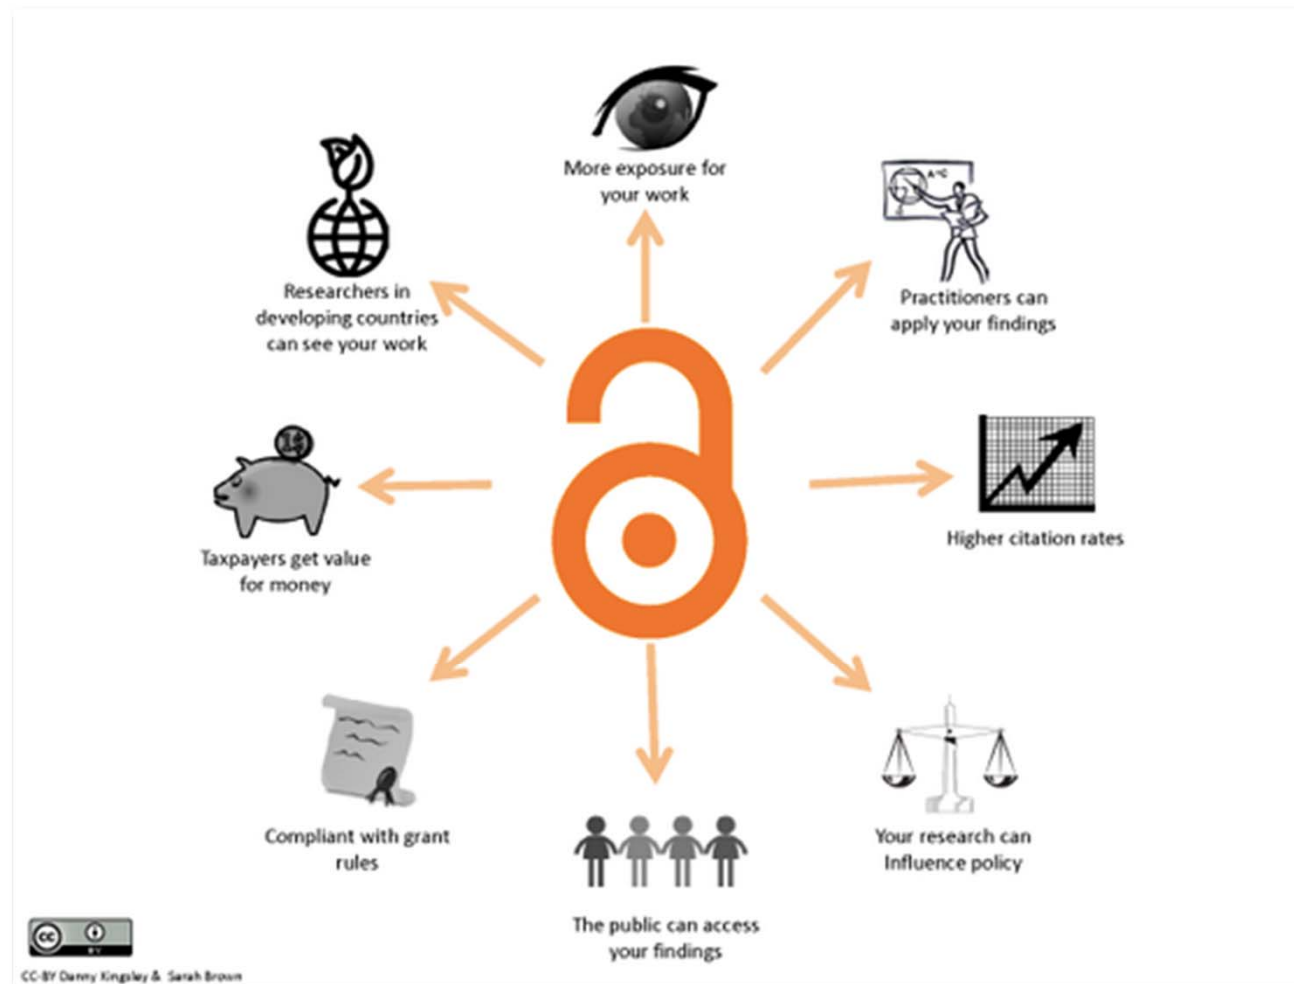 More exposure for
your work
Practitioners can
apply your findings
Higher citation rates
Your research can
Influence policy
The public can access
your findings
Compliant with grant
rules
Taxpayers get value
for money
Researchers in
developing countries
can see your work
cc
BY
CC-BY Danny Kingsley & Sarah Brown